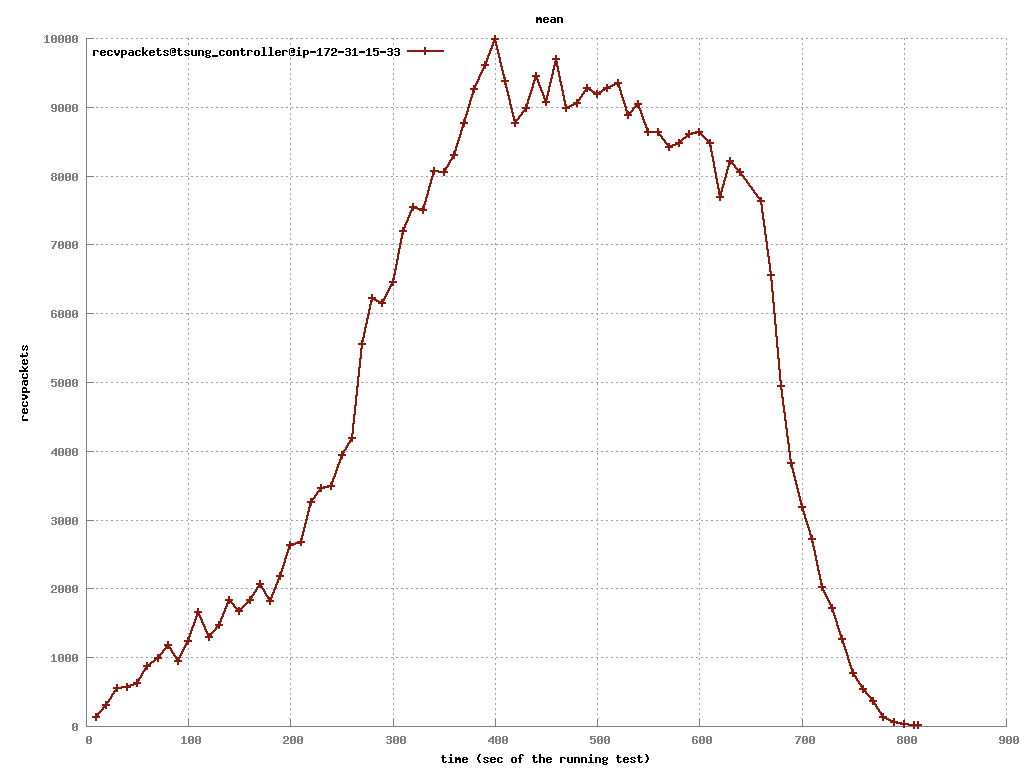 mean
10000
recvpackets@tsung_controller@ip-172-31-15-33
9000
8000
7000
6000
5000
recvpackets
4000
3000
2000
1000
0
0 100 200 300 400 500 600 700 800 900
time (sec of the running test)